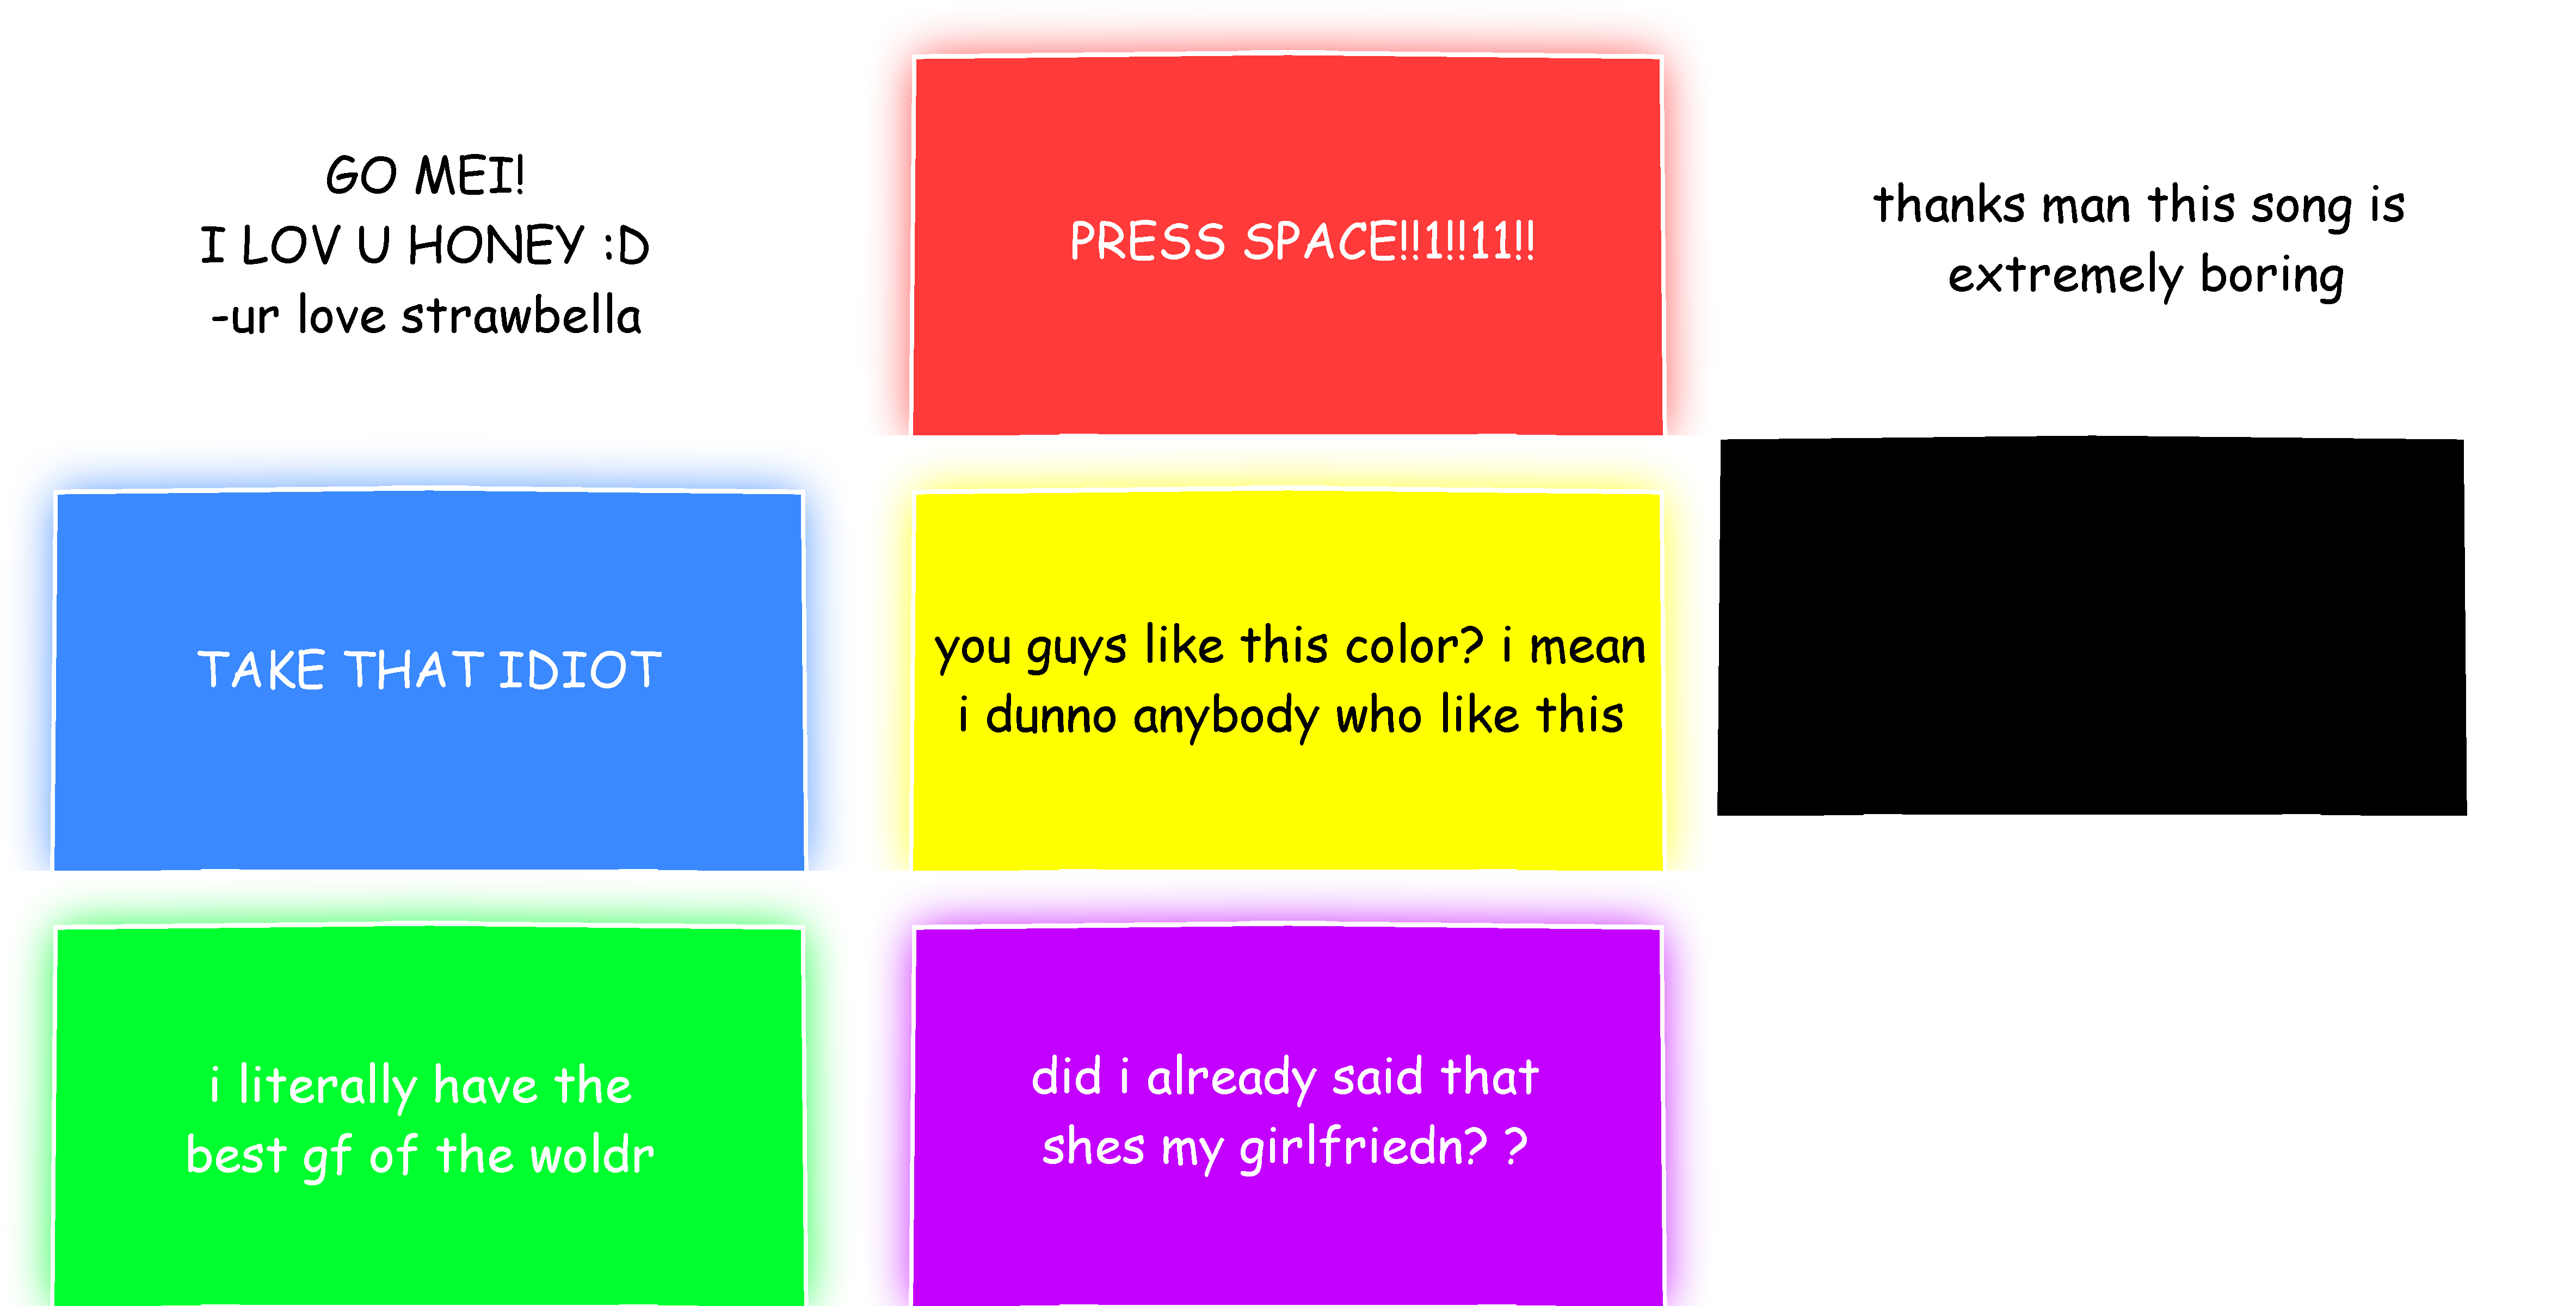 GO MEI!
I LOV U HONEY :D
-ur love strawbella
PRESS SPACE!!1!!11!!
thanks man this song is
extremely boring
TAKE THAT IDIOT
you guys like this color? i mean
i dunno anybody who like this
i literally have the
best gf of the woldr
did i already said that
shes my girlfriedn? ?